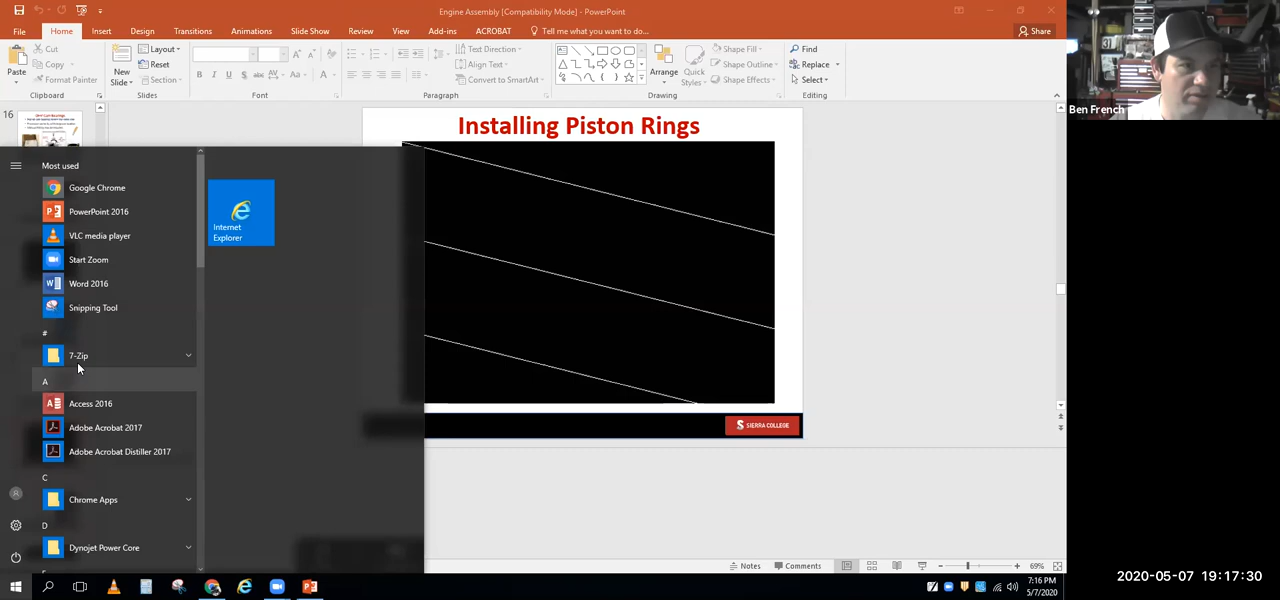 Engine Assembly [Compatibility Mode] - PowerPoint
File Home Insert Design Transitions Animations Slide Show Review View Add-ins ACROBAT Tell me what you want to do... Share
Paste
Cut
Copy
Format Painter
Clipboard
New Slide
Layout
Reset
Section
Slides
Font
Text Direction
Align Text
Convert to SmartArt
Paragraph
Arrange
Quick Styles
Shape Fill
Shape Outline
Shape Effects
Drawing
Find
Replace
Select
Editing
Ben French
16
Installing Piston Rings
SIERRA COLLEGE
Most used
Google Chrome
PowerPoint 2016
VLC media player
Start Zoom
Word 2016
Snipping Tool
#
7-Zip
A
Access 2016
Adobe Acrobat 2017
Adobe Acrobat Distiller 2017
C
Chrome Apps
D
Dynojet Power Core
Internet Explorer
Notes Comments 69%
7:16 PM
5/7/2020
2020-05-07 19:17:30